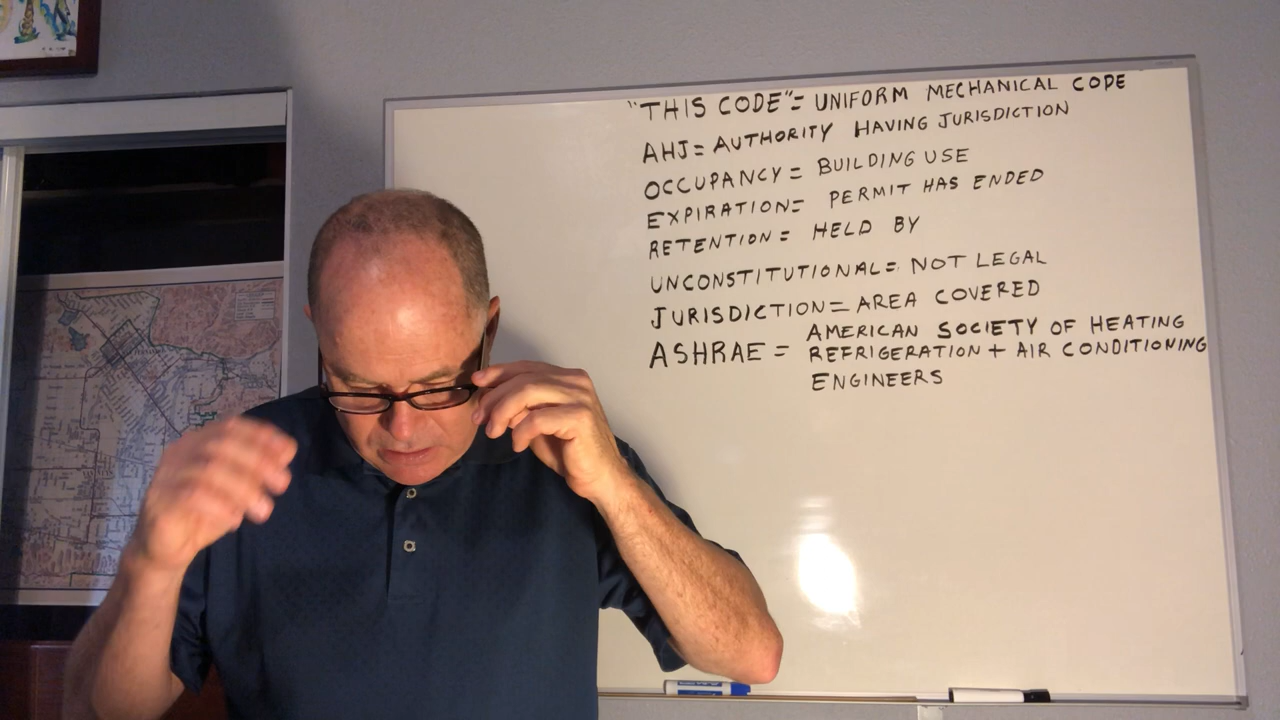 "THIS CODE"= UNIFORM MECHANICAL CODE
AHJ= AUTHORITY HAVING JURISDICTION
OCCUPANCY= BUILDING USE
EXPIRATION= PERMIT HAS ENDED
RETENTION= HELD BY
UNCONSTITUTIONAL= NOT LEGAL
JURISDICTION= AREA COVERED
ASHRAE= AMERICAN SOCIETY OF HEATING
REFRIGERATION + AIR CONDITIONING
ENGINEERS